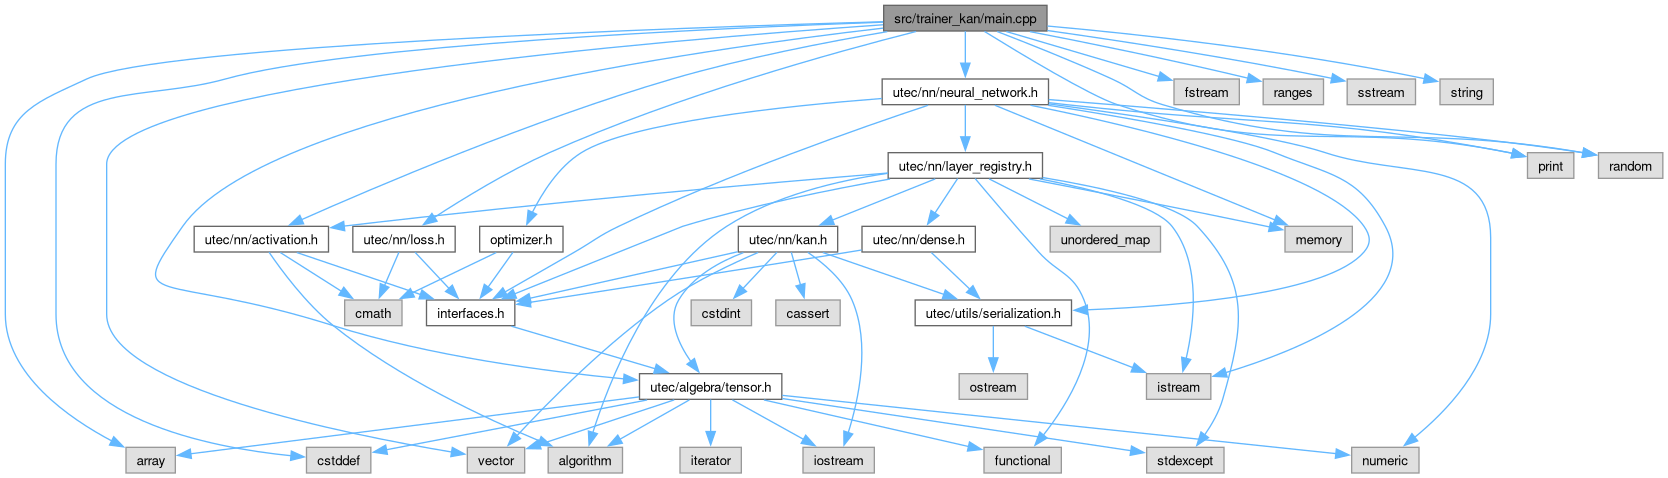 src/trainer_kan/main.cpp
utec/nn/neural_network.h
fstream
ranges
sstream
string
utec/nn/layer_registry.h
print
random
utec/nn/activation.h
utec/nn/loss.h
optimizer.h
utec/nn/kan.h
utec/nn/dense.h
unordered_map
memory
cmath
interfaces.h
cstdint
cassert
utec/utils/serialization.h
utec/algebra/tensor.h
ostream
istream
array
cstddef
vector
algorithm
iterator
iostream
functional
stdexcept
numeric